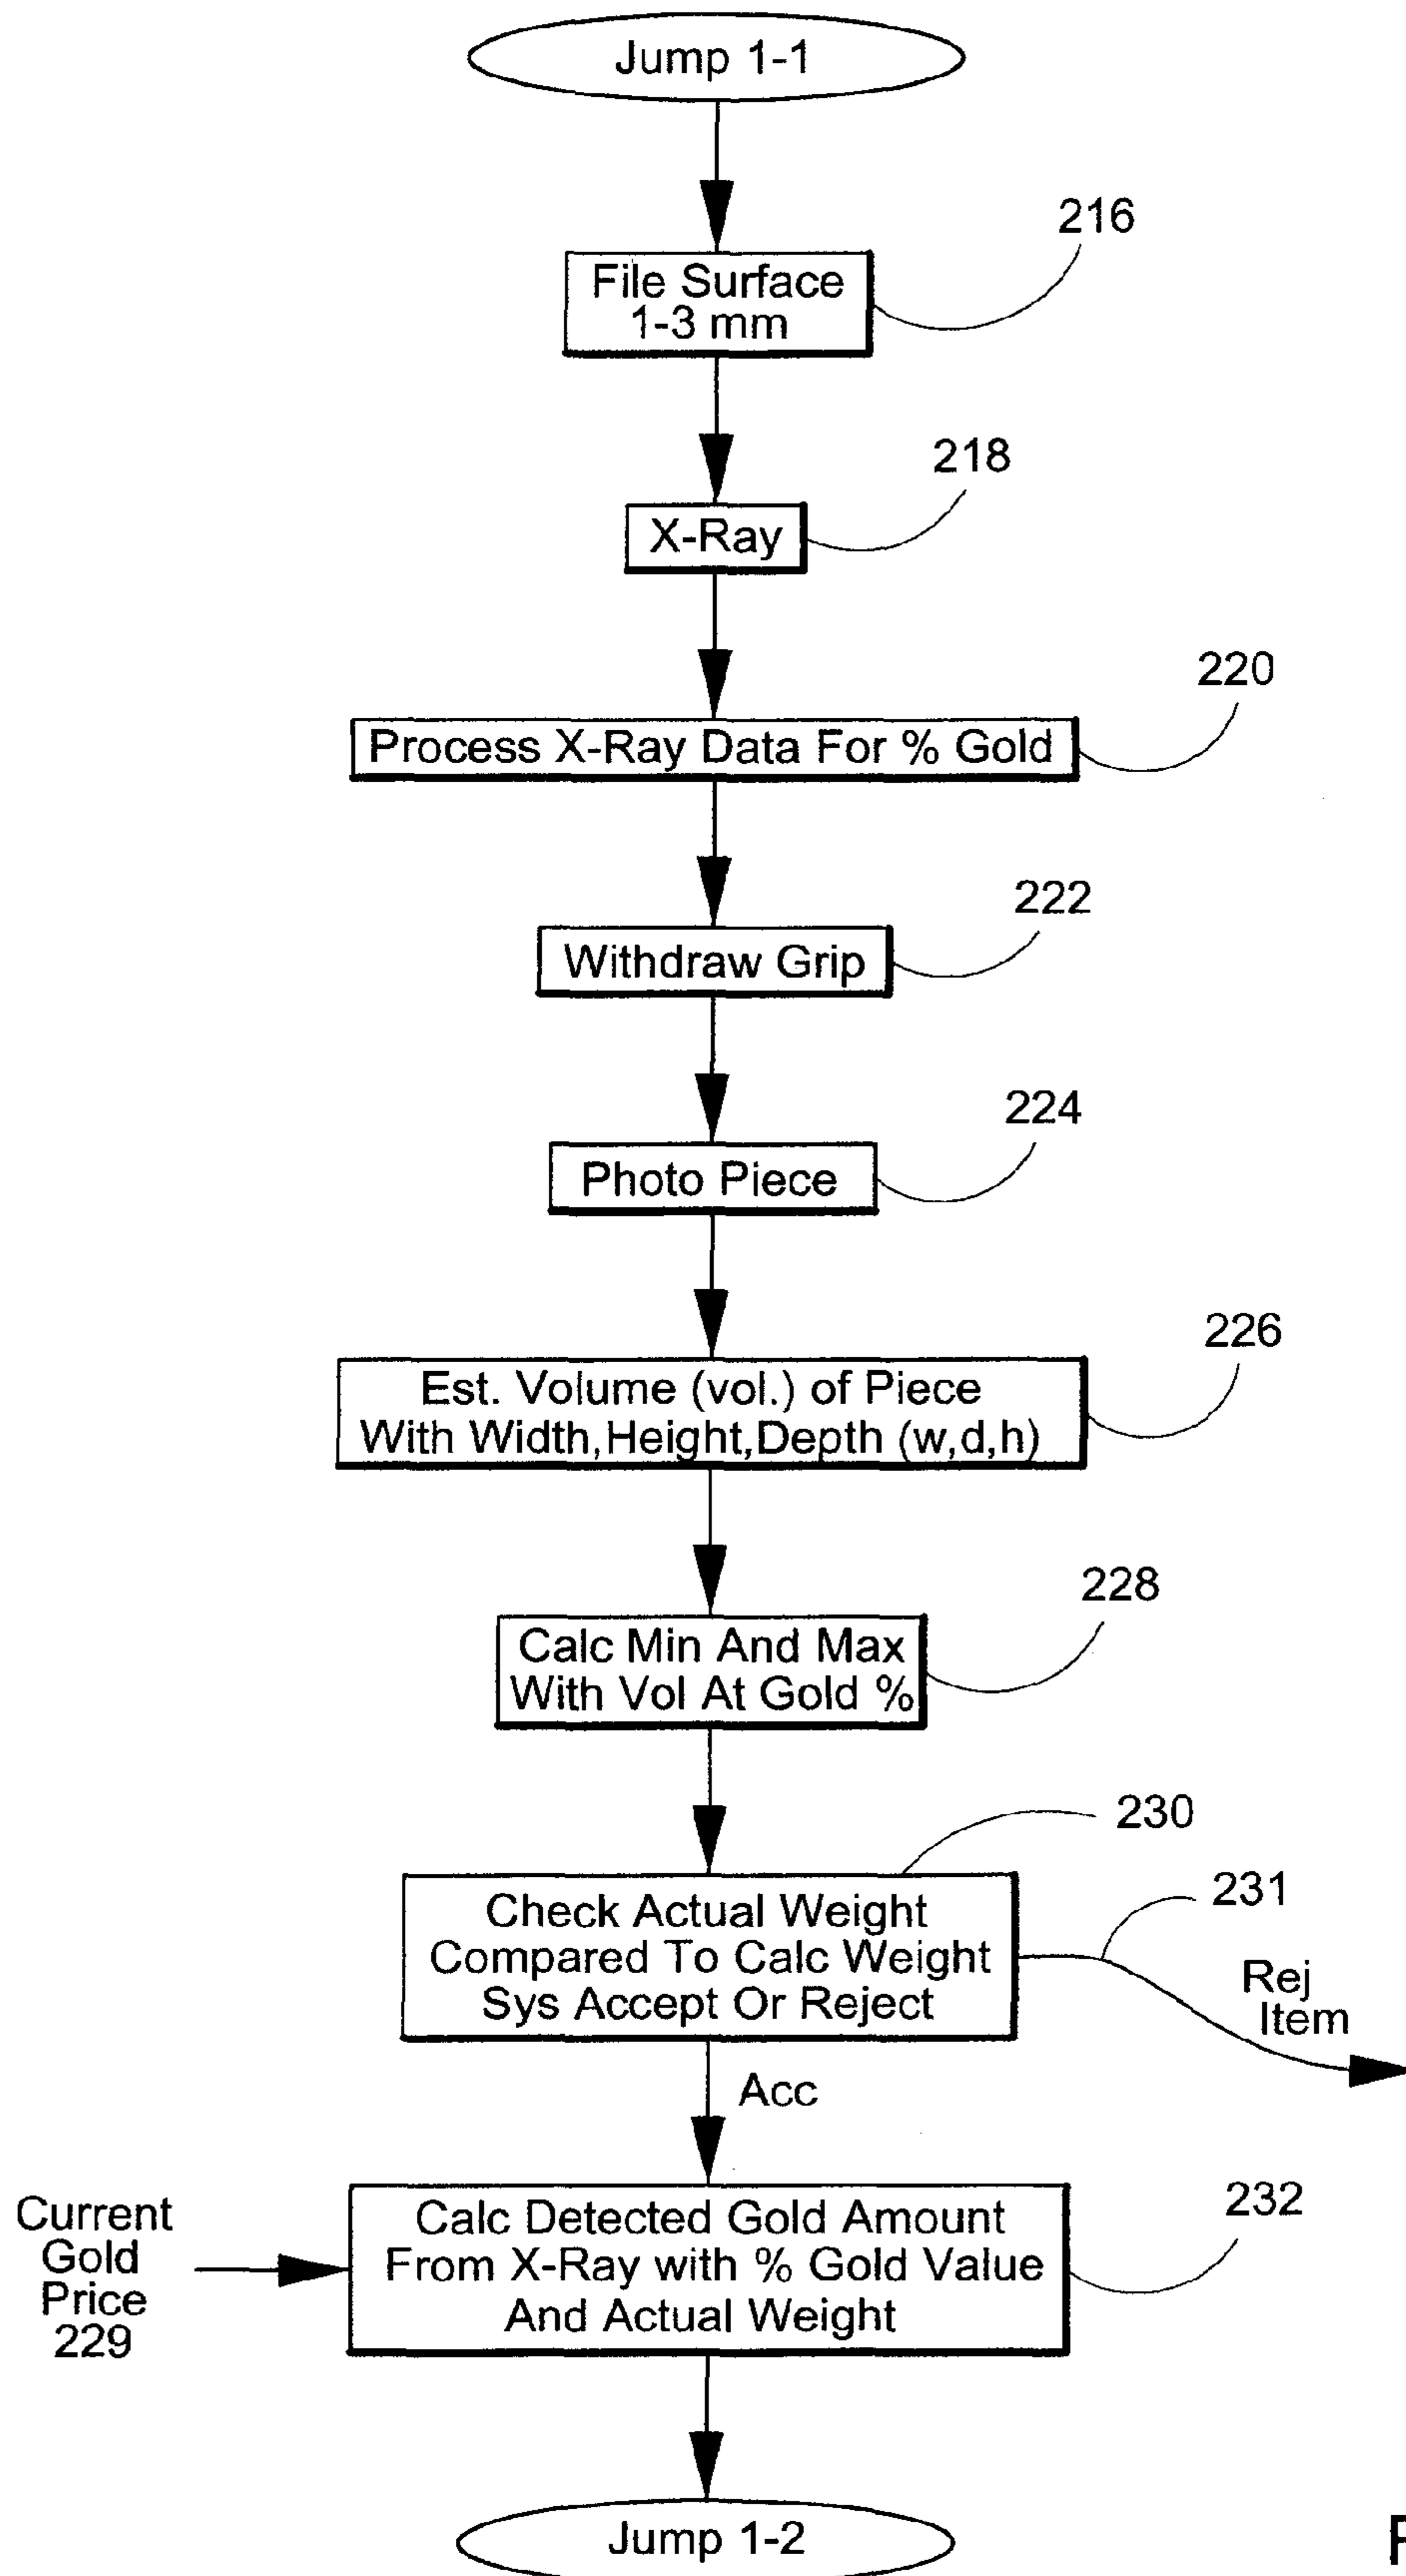 Jump 1-1
216
File Surface
1-3 mm
218
X-Ray
220
Process X-Ray Data For % Gold
222
Withdraw Grip
224
Photo Piece
226
Est. Volume (vol.) of Piece
With Width,Height,Depth (w,d,h)
228
Calc Min And Max
With Vol At Gold %
230
Check Actual Weight
Compared To Calc Weight
Sys Accept Or Reject
231
Rej
Item
Acc
Current
Gold
Price
229
232
Calc Detected Gold Amount
From X-Ray with % Gold Value
And Actual Weight
Jump 1-2